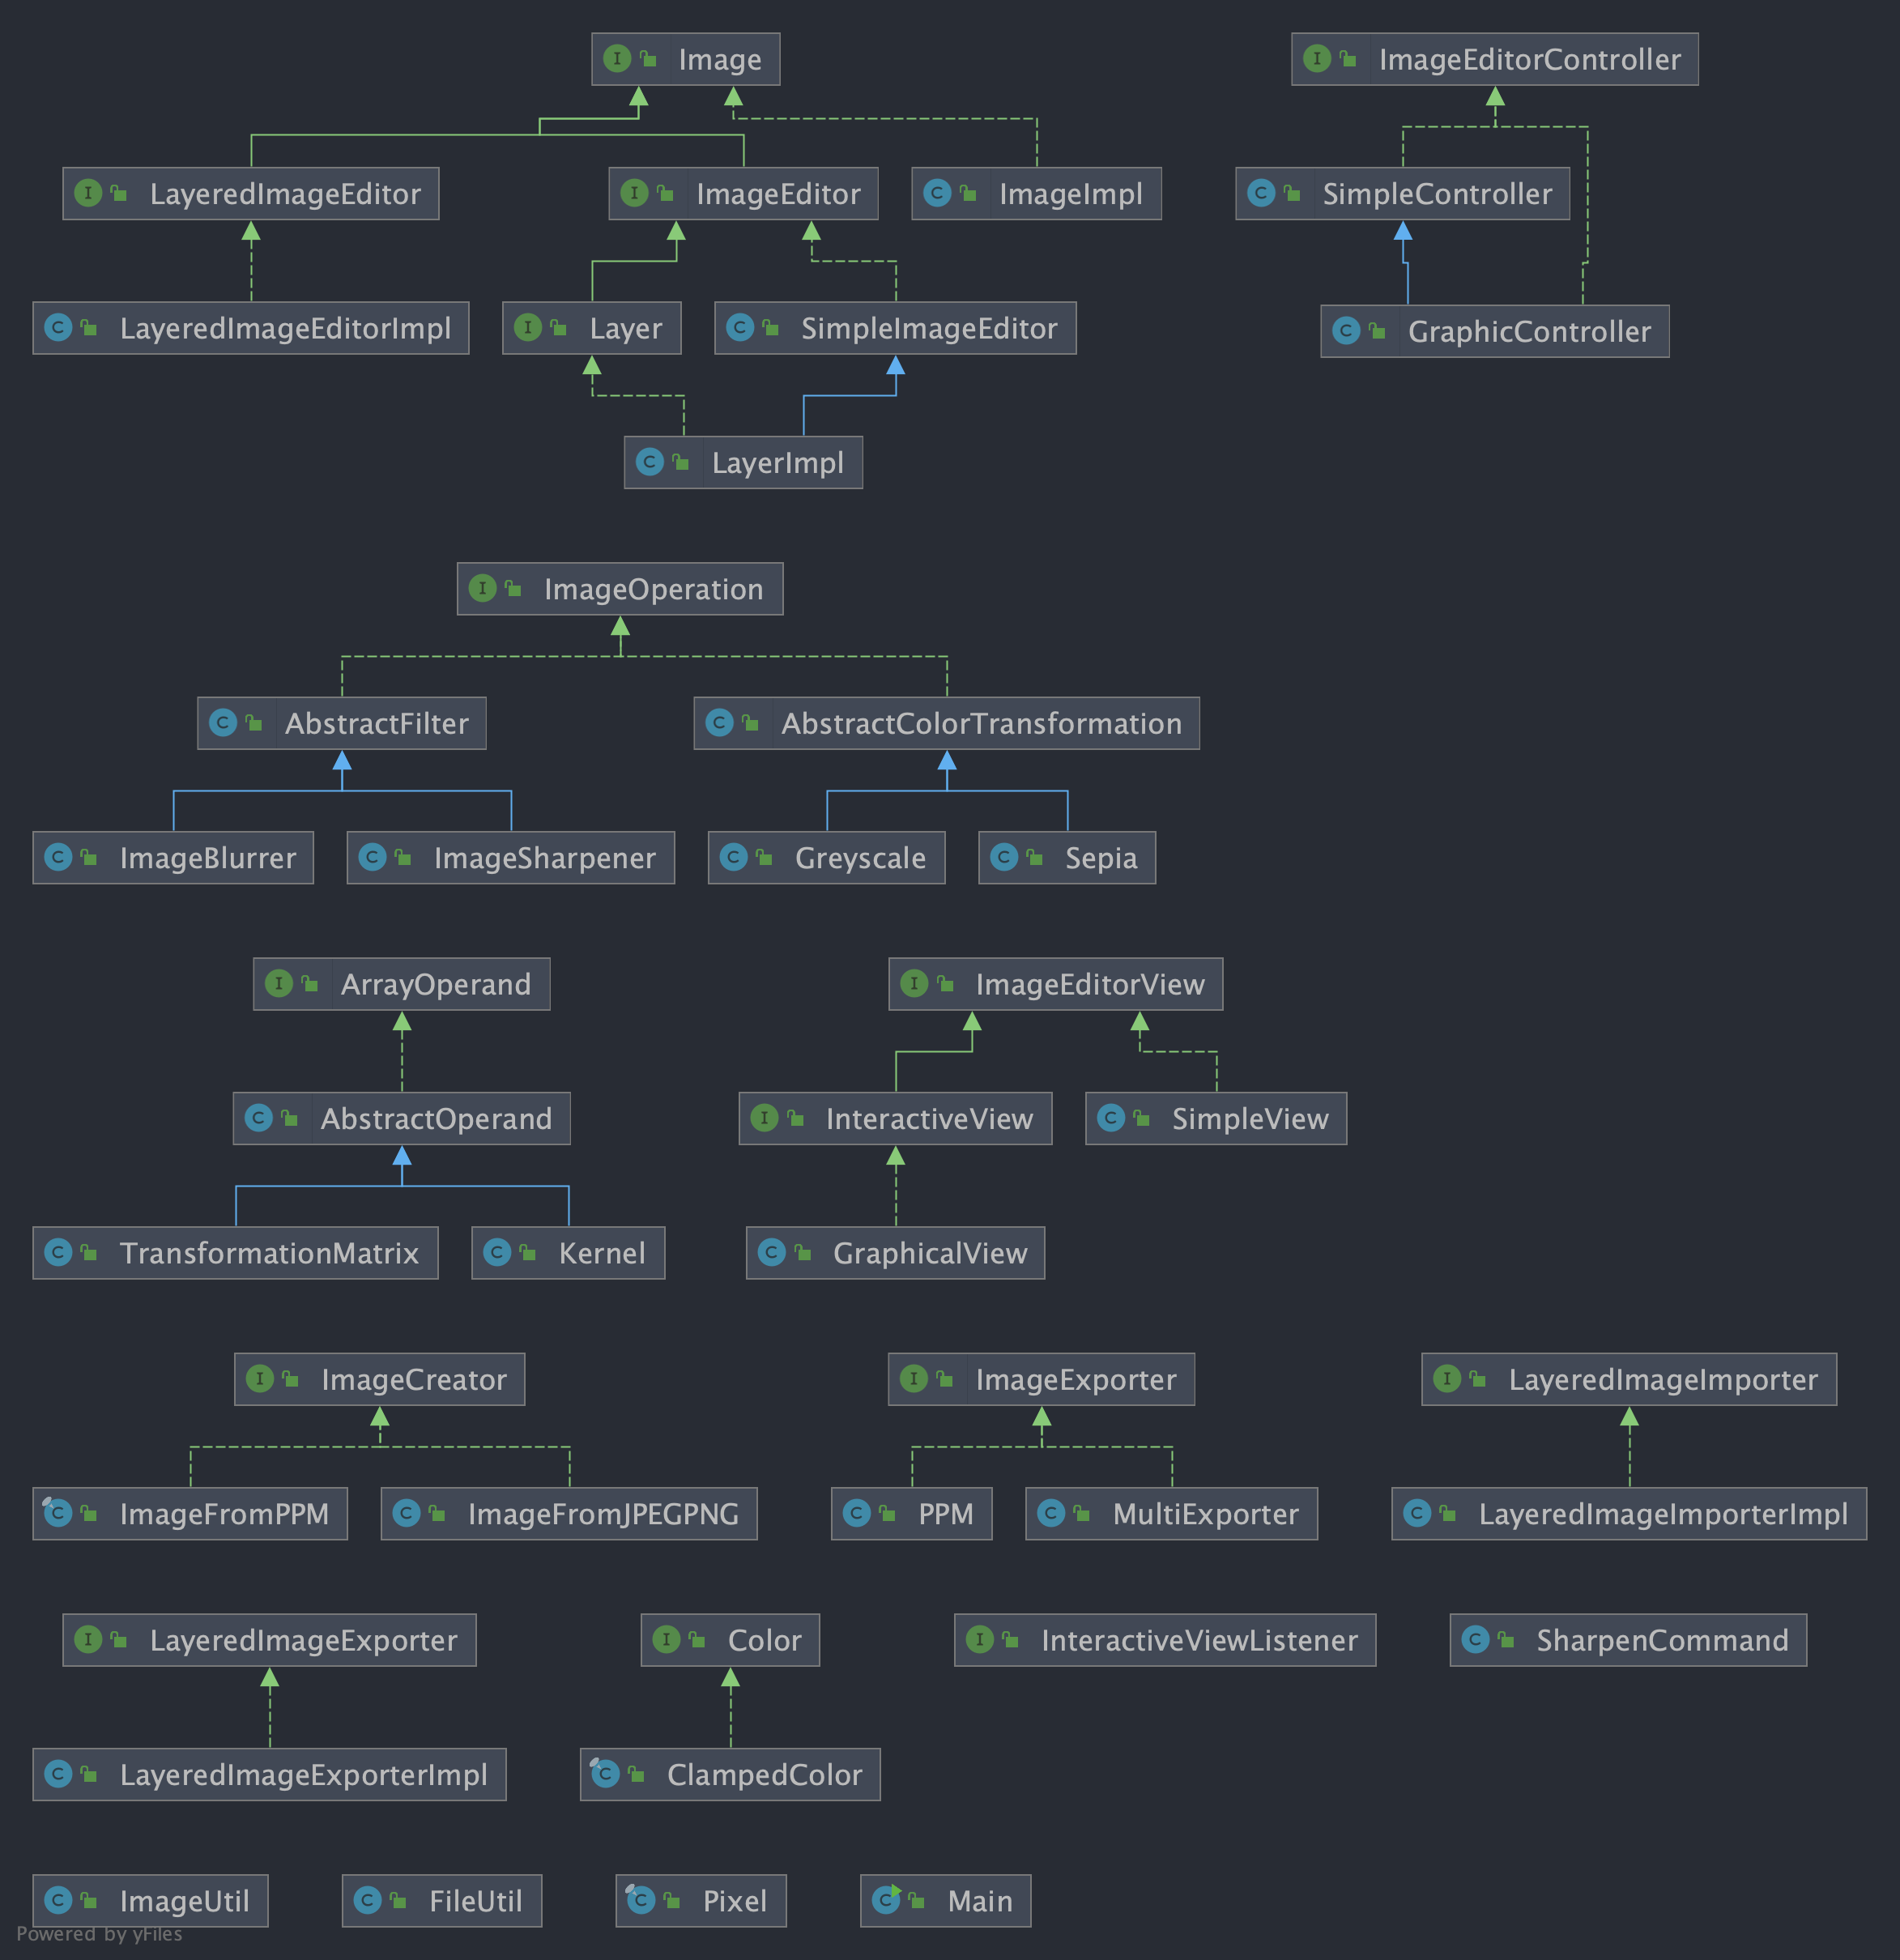 Image
ImageEditorController
LayeredImageEditor
ImageEditor
ImageImpl
SimpleController
LayeredImageEditorImpl
Layer
SimpleImageEditor
GraphicController
LayerImpl
ImageOperation
AbstractFilter
AbstractColorTransformation
ImageBlurrer
ImageSharpener
Greyscale
Sepia
ArrayOperand
ImageEditorView
AbstractOperand
InteractiveView
SimpleView
TransformationMatrix
Kernel
GraphicalView
ImageCreator
ImageExporter
LayeredImageImporter
ImageFromPPM
ImageFromJPEGPNG
PPM
MultiExporter
LayeredImageImporterImpl
LayeredImageExporter
Color
InteractiveViewListener
SharpenCommand
LayeredImageExporterImpl
ClampedColor
ImageUtil
FileUtil
Pixel
Main
Powered by yFiles